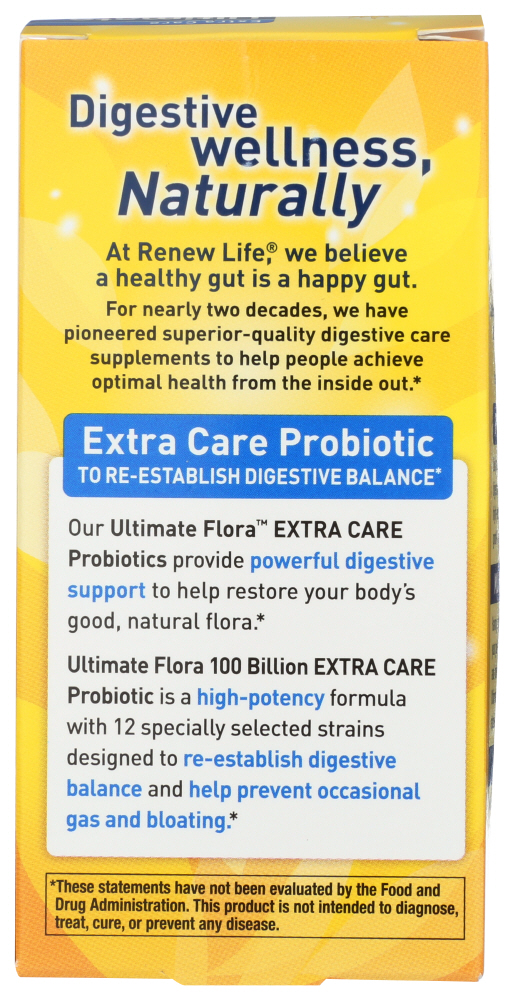 Digestive
wellness,
Naturally
At Renew Life,® we believe
a healthy gut is a happy gut.
For nearly two decades, we have
pioneered superior-quality digestive care
supplements to help people achieve
optimal health from the inside out.*
Extra Care Probiotic
TO RE-ESTABLISH DIGESTIVE BALANCE*
Our Ultimate Flora™ EXTRA CARE
Probiotics provide powerful digestive
support to help restore your body's
good, natural flora.*
Ultimate Flora 100 Billion EXTRA CARE
Probiotic is a high-potency formula
with 12 specially selected strains
designed to re-establish digestive
balance and help prevent occasional
gas and bloating.*
*These statements have not been evaluated by the Food and
Drug Administration. This product is not intended to diagnose,
treat, cure, or prevent any disease.